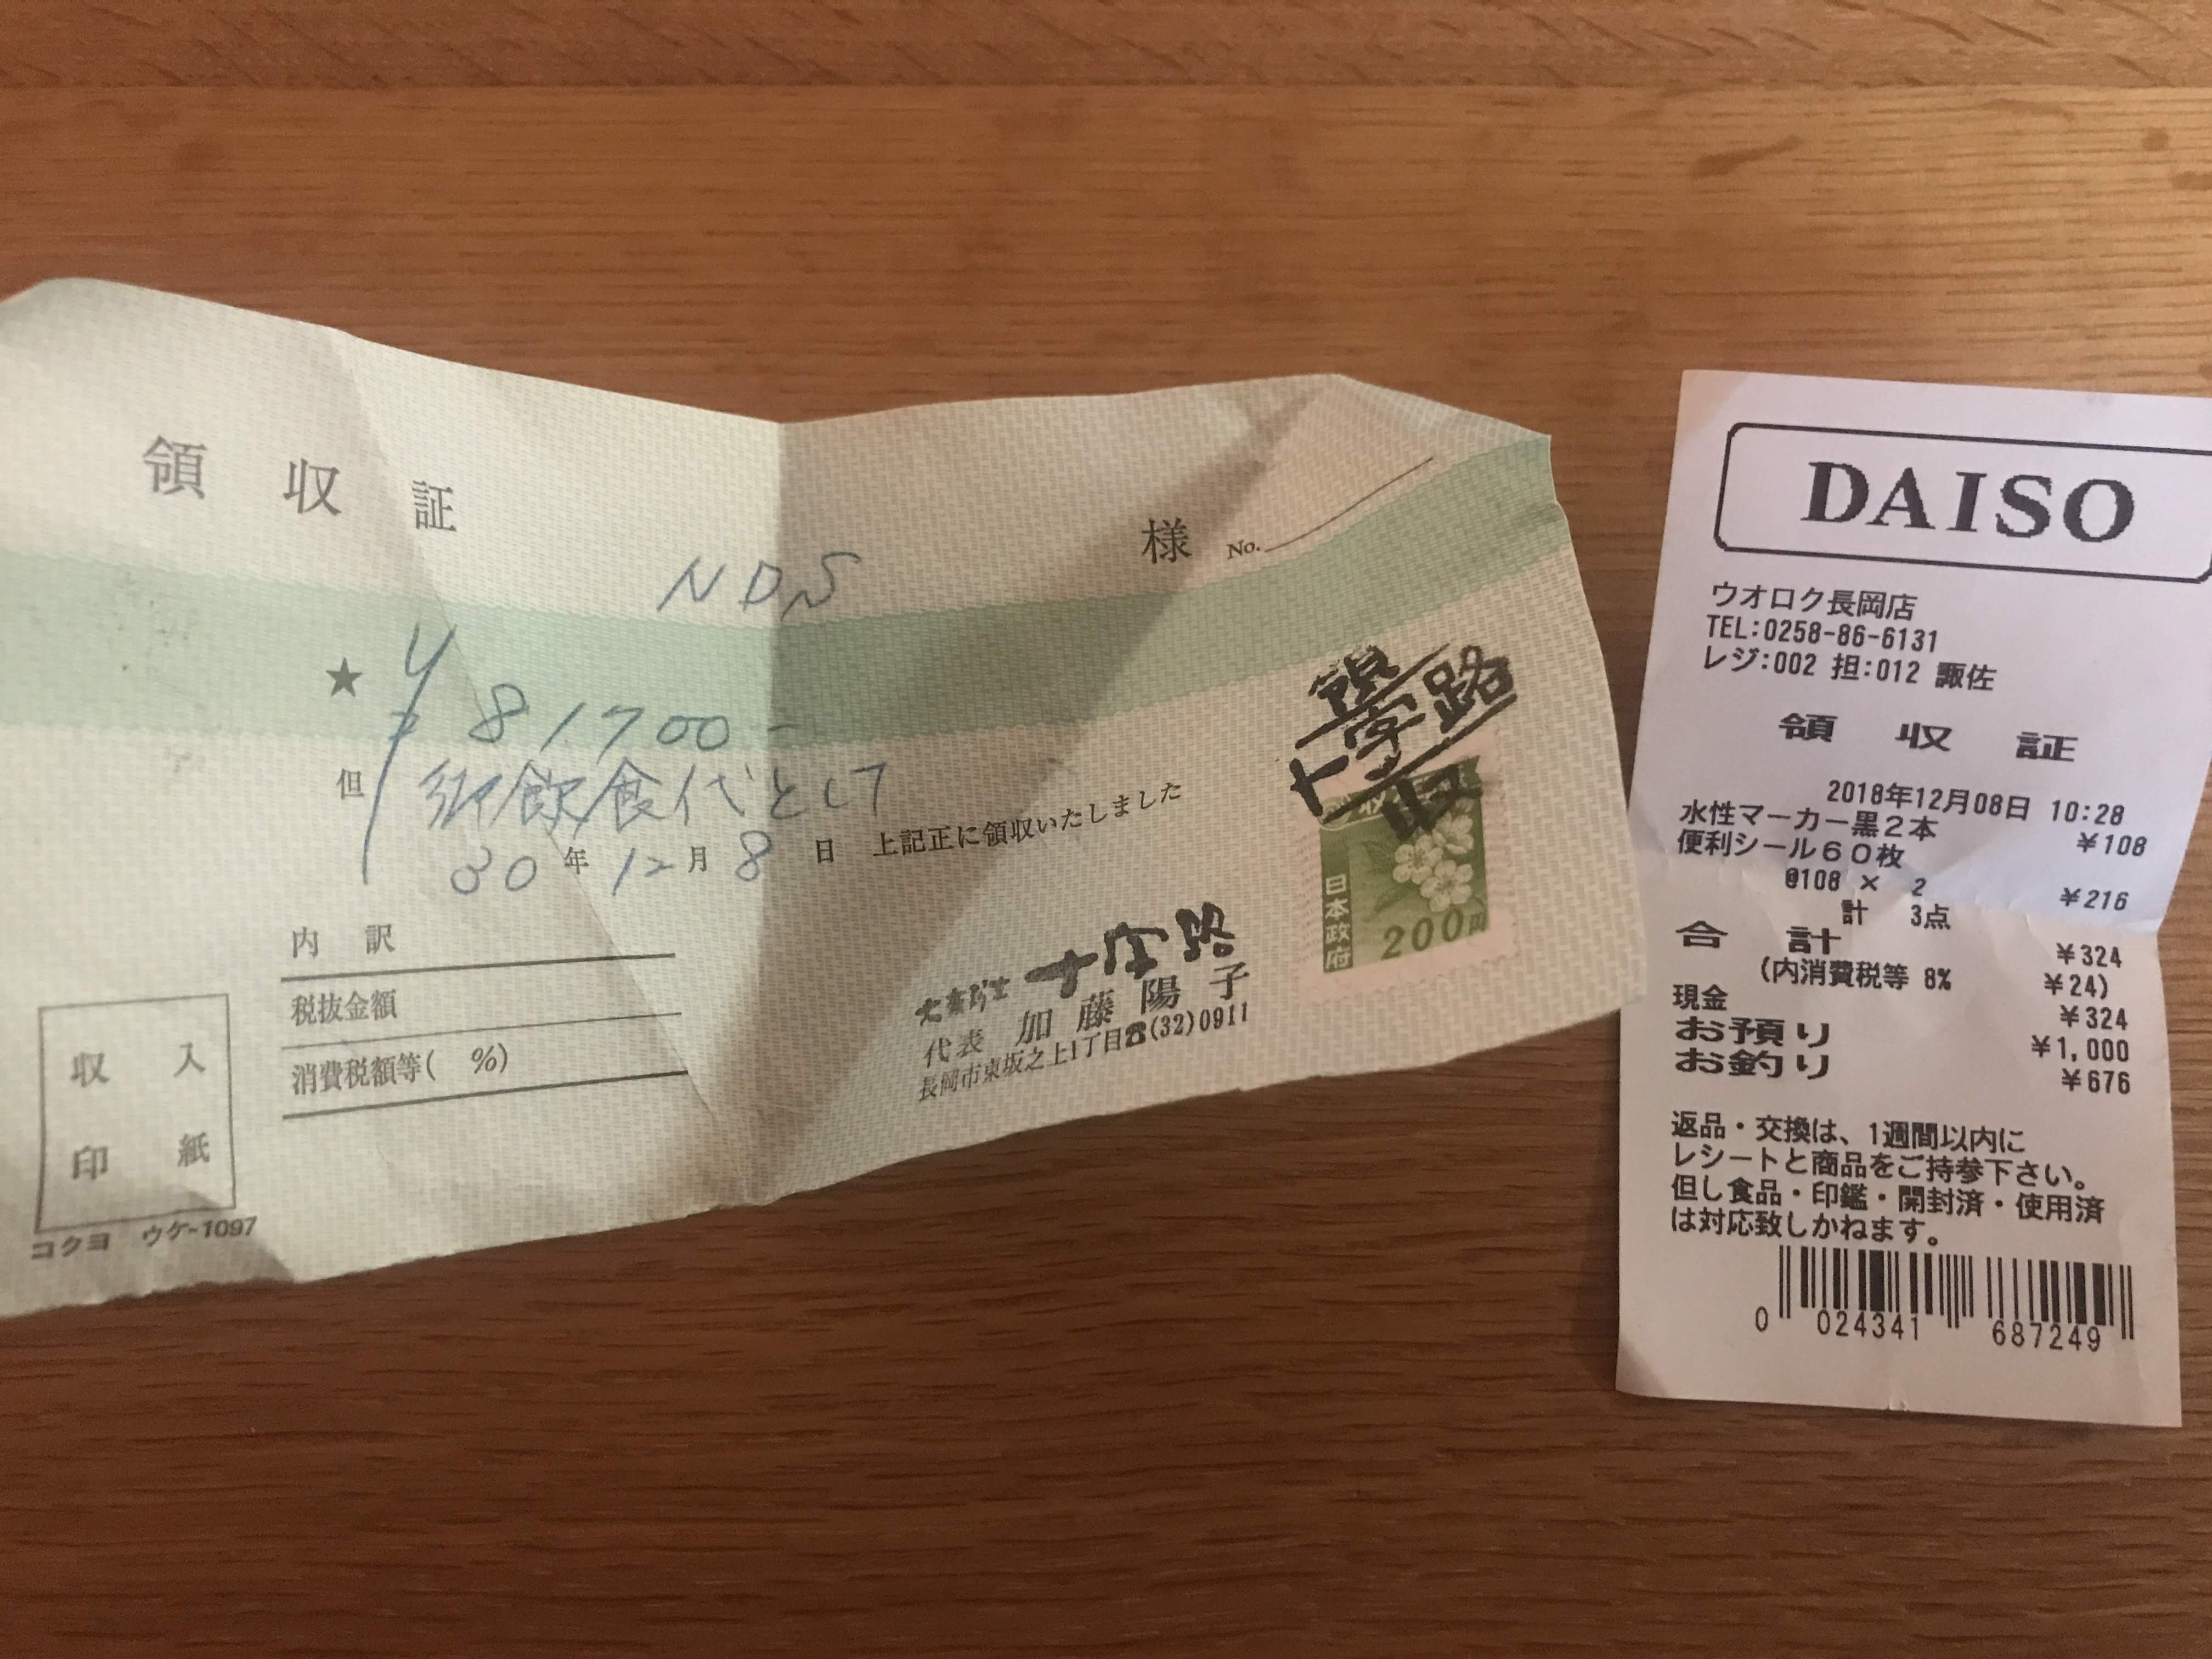 領収証
NDS 様 No.
★ ¥81700-
但 御飲食代として
30年12月8日 上記正に領収いたしました
内訳
税抜金額
消費税額等( %)
収入
印紙
コクヨ ウケ-1097
十字路
代表 加藤陽子
長岡市東坂之上1丁目☎(32)0911
十字路
日本政府
200円
DAISO
ウオロク長岡店
TEL:0258-86-6131
レジ:002 担:012 諏佐
領収証
2018年12月08日 10:28
水性マーカー黒2本 ¥108
便利シール60枚
@108 × 2 ¥216
計 3点
合計 ¥324
(内消費税等 8% ¥24)
現金 ¥324
お預り ¥1,000
お釣り ¥676
返品・交換は、1週間以内に
レシートと商品をご持参下さい。
但し食品・印鑑・開封済・使用済
は対応致しかねます。
0 024341 687249